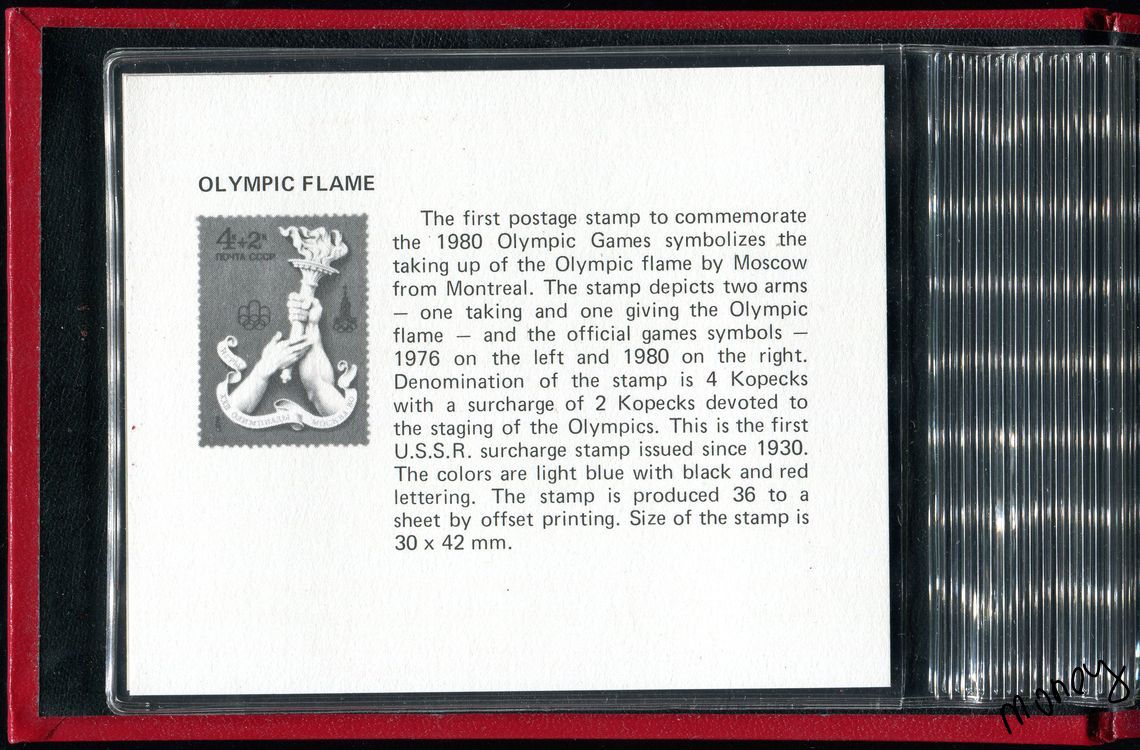 OLYMPIC FLAME
4+2к
ПОЧТА СССР
The first postage stamp to commemorate
the 1980 Olympic Games symbolizes the
taking up of the Olympic flame by Moscow
from Montreal. The stamp depicts two arms
— one taking and one giving the Olympic
flame — and the official games symbols —
1976 on the left and 1980 on the right.
Denomination of the stamp is 4 Kopecks
with a surcharge of 2 Kopecks devoted to
the staging of the Olympics. This is the first
U.S.S.R. surcharge stamp issued since 1930.
The colors are light blue with black and red
lettering. The stamp is produced 36 to a
sheet by offset printing. Size of the stamp is
30 x 42 mm.
ОЛИМПИАДЫ МОСКВА
money